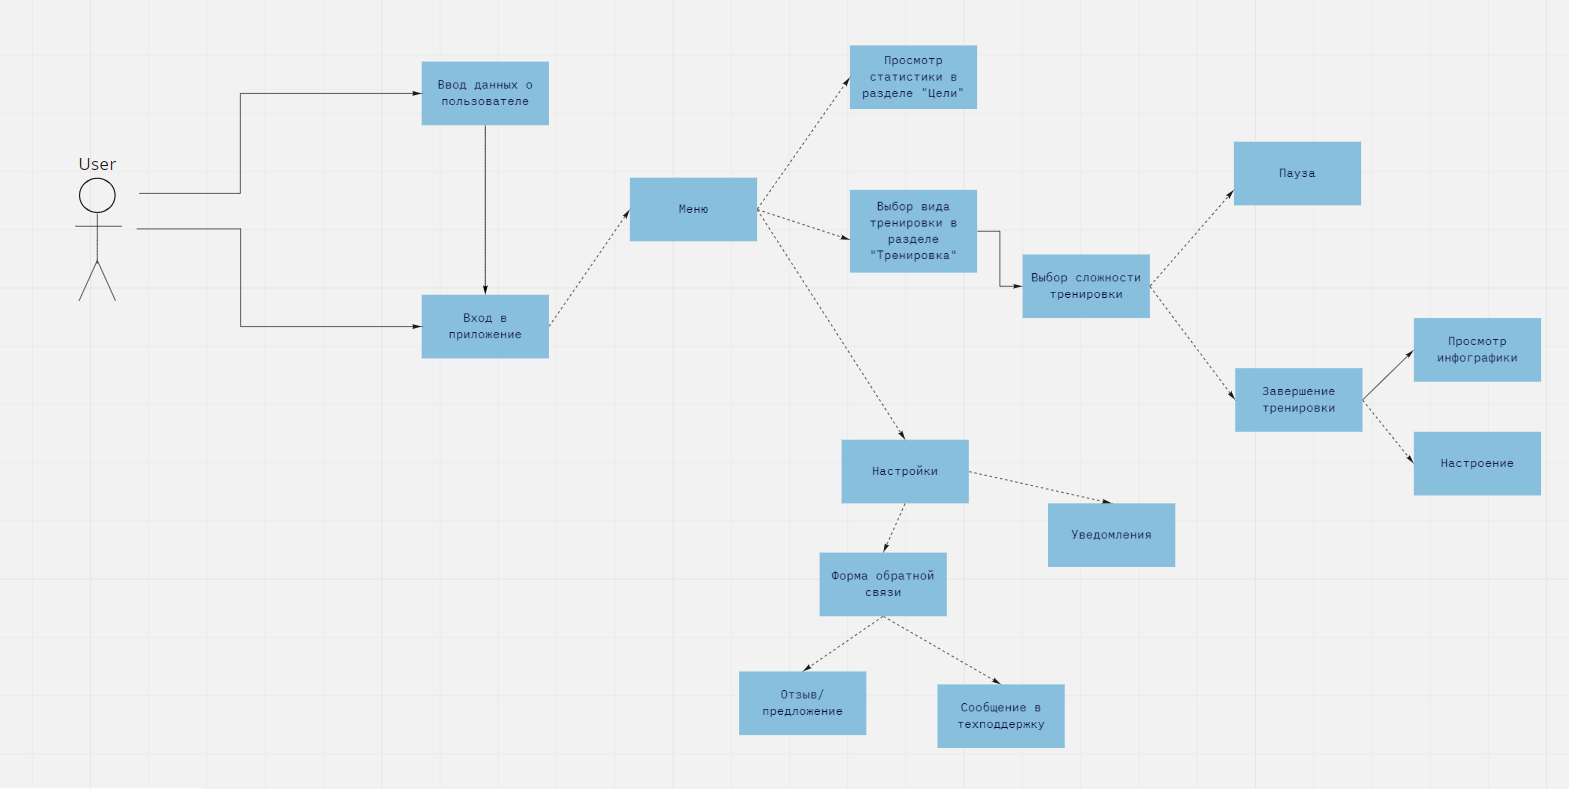 User
Ввод данных о
пользователе
Вход в
приложение
Меню
Просмотр
статистики в
разделе "Цели"
Выбор вида
тренировки в
разделе
"Тренировка"
Выбор сложности
тренировки
Пауза
Завершение
тренировки
Просмотр
инфографики
Настроение
Настройки
Уведомления
Форма обратной
связи
Отзыв/
предложение
Сообщение в
техподдержку